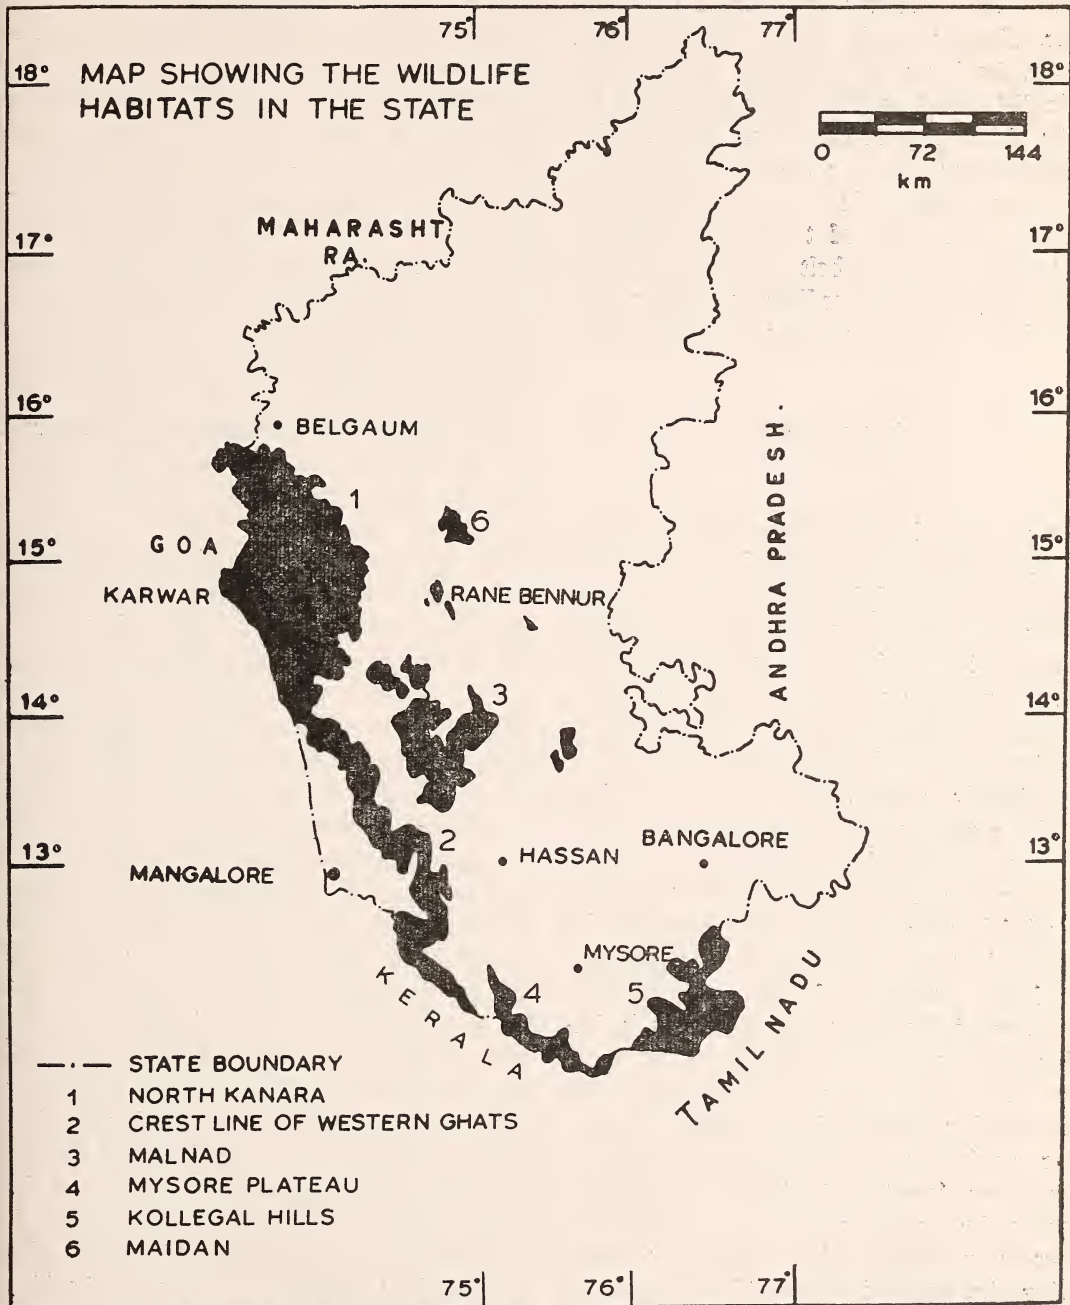 75°
76°
77°
18°
MAP SHOWING THE WILDLIFE
HABITATS IN THE STATE
18°
0 72 144
km
MAHARASHT
RA.
17°
17°
16°
16°
BELGAUM
1
6
GOA
15°
15°
KARWAR
RANE BENNUR
ANDHRA PRADESH.
14°
14°
3
2
HASSAN
BANGALORE
13°
13°
MANGALORE
MYSORE
4
5
KERALA
TAMIL NADU
STATE BOUNDARY
1 NORTH KANARA
2 CREST LINE OF WESTERN GHATS
3 MALNAD
4 MYSORE PLATEAU
5 KOLLEGAL HILLS
6 MAIDAN
75°
76°
77°